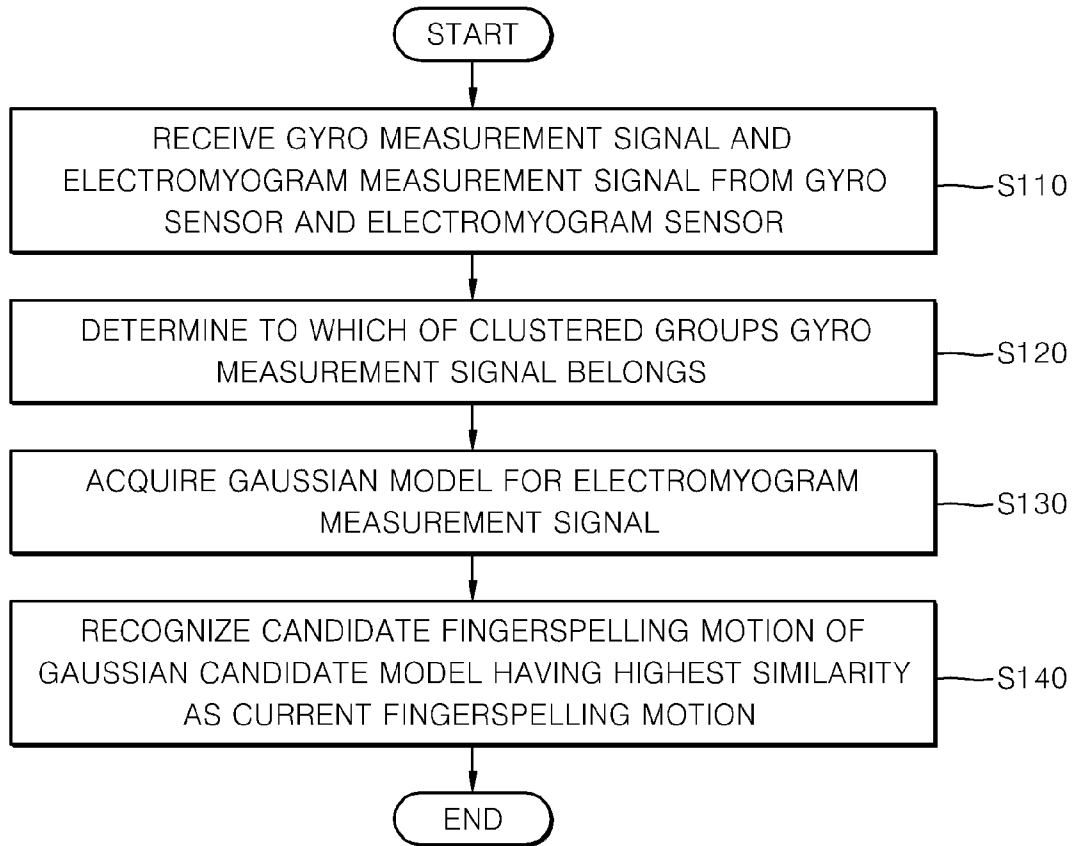 START
RECEIVE GYRO MEASUREMENT SIGNAL AND
ELECTROMYOGRAM MEASUREMENT SIGNAL FROM GYRO
SENSOR AND ELECTROMYOGRAM SENSOR
S110
DETERMINE TO WHICH OF CLUSTERED GROUPS GYRO
MEASUREMENT SIGNAL BELONGS
S120
ACQUIRE GAUSSIAN MODEL FOR ELECTROMYOGRAM
MEASUREMENT SIGNAL
S130
RECOGNIZE CANDIDATE FINGERSPELLING MOTION OF
GAUSSIAN CANDIDATE MODEL HAVING HIGHEST SIMILARITY
AS CURRENT FINGERSPELLING MOTION
S140
END